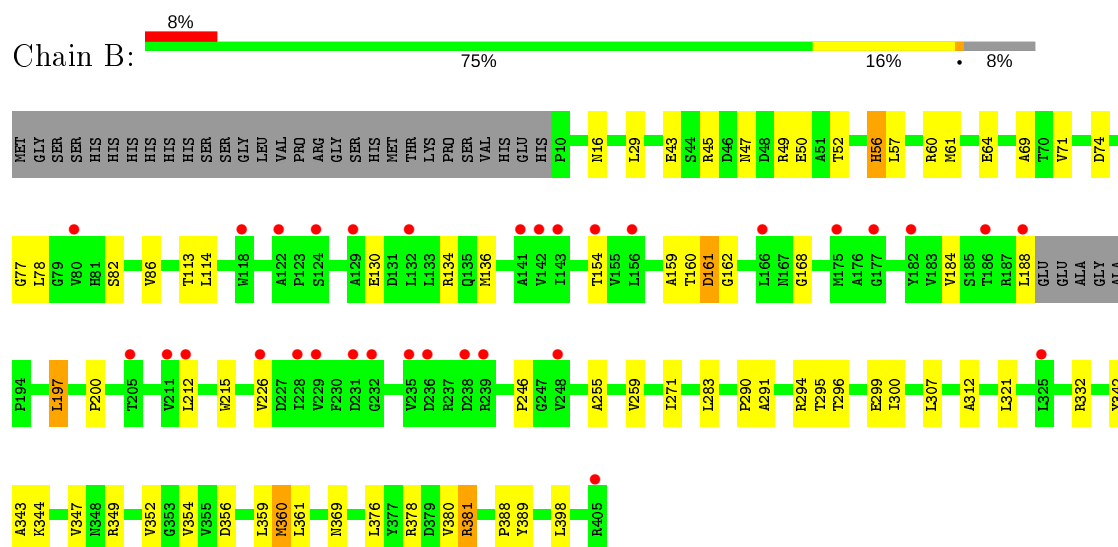 8%
Chain B:
75% 16% • 8%
MET GLY SER SER HIS HIS HIS HIS HIS HIS SER SER GLY LEU VAL PRO ARG GLY SER HIS MET THR LYS PRO SER VAL HIS GLU HIS P10 N16 L29 E43 S44 R45 D46 N47 D48 R49 E50 A51 T52 H56 L57 R60 M61 E64 A69 T70 V71 D74
G77 L78 G79 V80 H81 S82 V86 T113 L114 W118 A122 P123 S124 A129 E130 D131 L132 L133 R134 Q135 M136 A141 V142 I143 T154 V155 L156 A159 T160 D161 G162 L166 N167 G168 M175 A176 G177 Y182 V183 V184 S185 T186 R187 L188 GLU GLU ALA GLY ALA
P194 L197 P200 T205 V211 L212 W215 V226 D227 I228 V229 F230 D231 G232 V235 D236 R237 D238 R239 P246 G247 V248 A255 V259 I271 L283 P290 A291 R294 T295 T296 E299 I300 L307 A312 L321 L325 R332 Y342
A343 K344 V347 N348 R349 V352 G353 V354 V355 D356 L359 M360 L361 N369 L376 Y377 R378 D379 V380 R381 P388 Y389 L398 R405